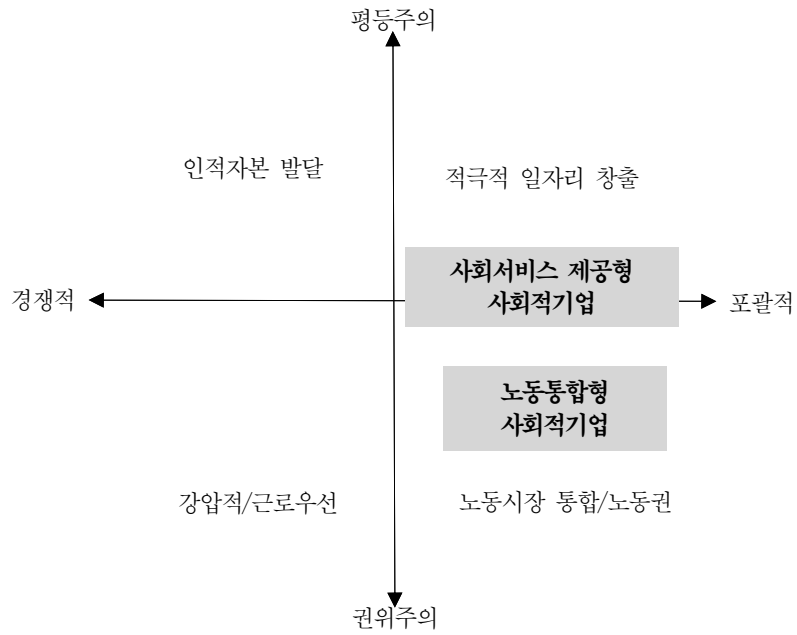 평등주의
인적자본 발달
적극적 일자리 창출
사회서비스 제공형
사회적기업
경쟁적
포괄적
노동통합형
사회적기업
강압적/근로우선
노동시장 통합/노동권
권위주의